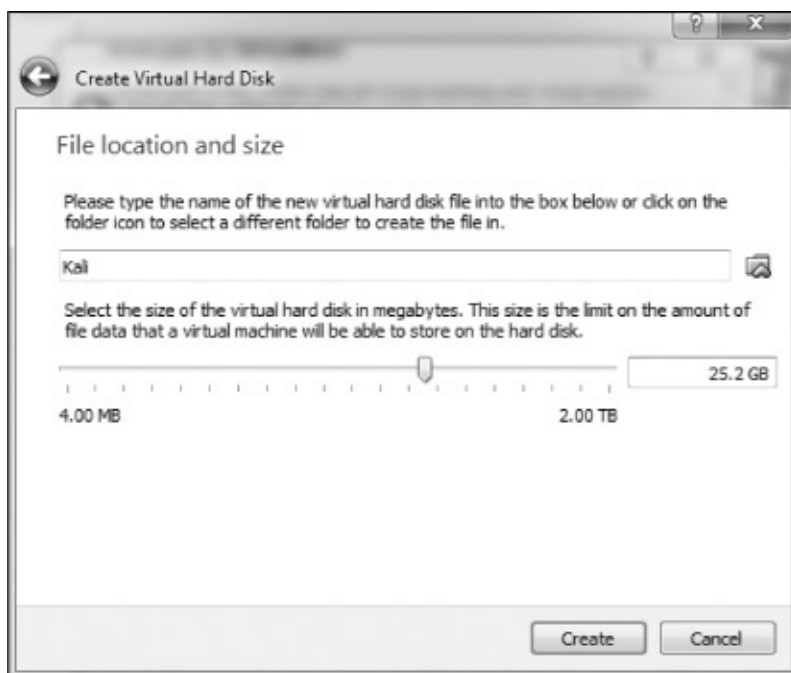 ?
Create Virtual Hard Disk
File location and size
Please type the name of the new virtual hard disk file into the box below or click on the
folder icon to select a different folder to create the file in.
Kali
Select the size of the virtual hard disk in megabytes. This size is the limit on the amount of
file data that a virtual machine will be able to store on the hard disk.
25.2 GB
4.00 MB 2.00 TB
Create Cancel